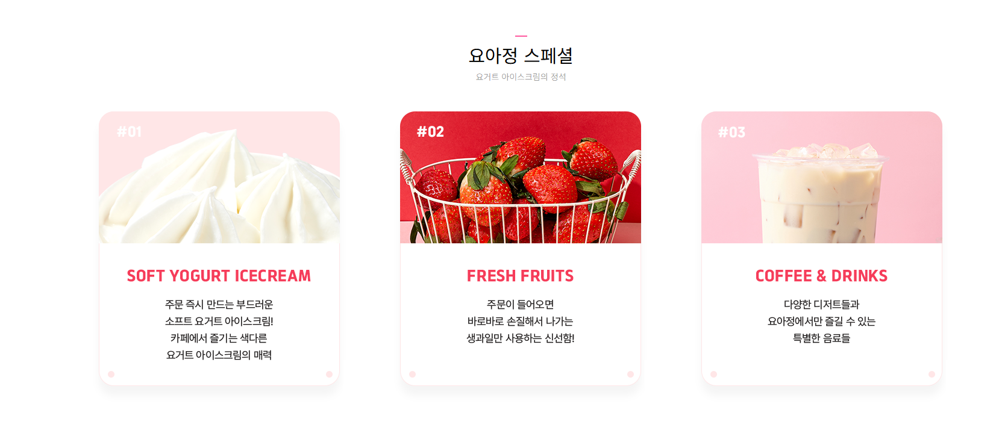 요아정 스페셜
요거트 아이스크림의 정석
#01
SOFT YOGURT ICECREAM
주문 즉시 만드는 부드러운
소프트 요거트 아이스크림!
카페에서 즐기는 색다른
요거트 아이스크림의 매력
#02
FRESH FRUITS
주문이 들어오면
바로바로 손질해서 나가는
생과일만 사용하는 신선함!
#03
COFFEE & DRINKS
다양한 디저트들과
요아정에서만 즐길 수 있는
특별한 음료들